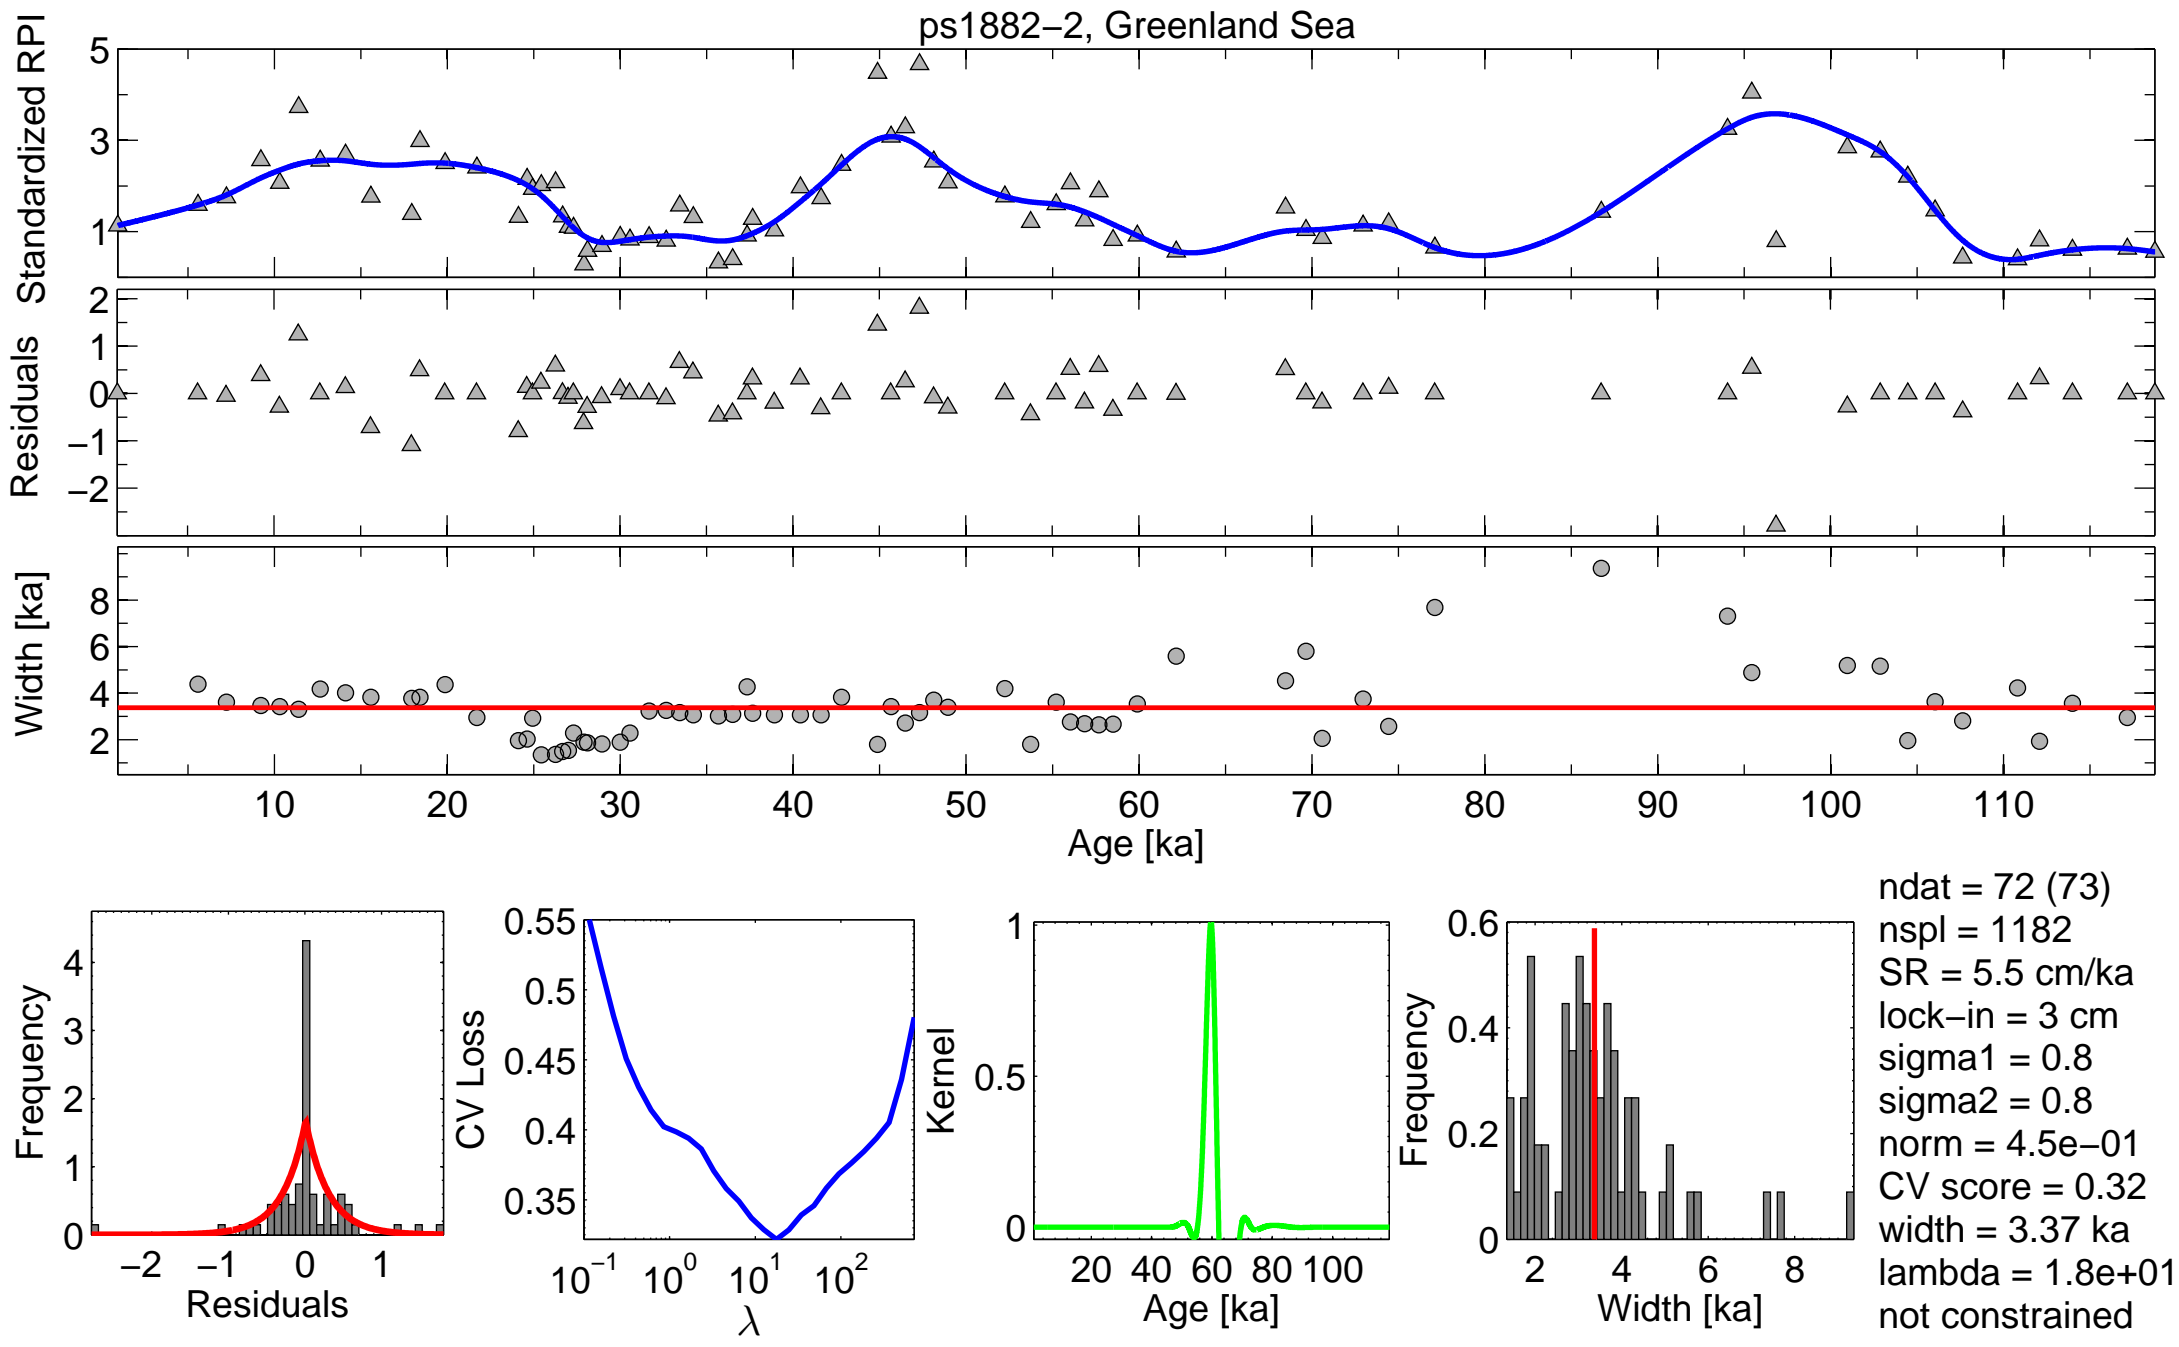 ps1882−2, Greenland Sea
Standardized RPI
5
3
1
Residuals
2
1
0
−1
−2
Width [ka]
8
6
4
2
10 20 30 40 50 60 70 80 90 100 110
Age [ka]
Frequency
4
3
2
1
0
−2 −1 0 1
Residuals
CV Loss
0.55
0.5
0.45
0.4
0.35
10−1 100 101 102
λ
Kernel
1
0.5
0
20 40 60 80 100
Age [ka]
Frequency
0.6
0.4
0.2
0
2 4 6 8
Width [ka]
ndat = 72 (73)
nspl = 1182
SR = 5.5 cm/ka
lock−in = 3 cm
sigma1 = 0.8
sigma2 = 0.8
norm = 4.5e−01
CV score = 0.32
width = 3.37 ka
lambda = 1.8e+01
not constrained